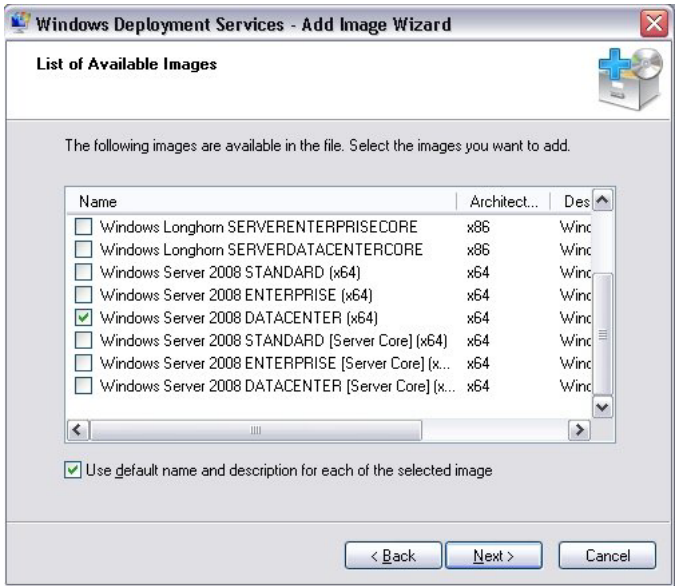 Windows Deployment Services - Add Image Wizard
List of Available Images
The following images are available in the file. Select the images you want to add.
Name Architect... Des
Windows Longhorn SERVERENTERPRISECORE x86 Winc
Windows Longhorn SERVERDATACENTERCORE x86 Winc
Windows Server 2008 STANDARD (x64) x64 Winc
Windows Server 2008 ENTERPRISE (x64) x64 Winc
Windows Server 2008 DATACENTER (x64) x64 Winc
Windows Server 2008 STANDARD [Server Core] (x64) x64 Winc
Windows Server 2008 ENTERPRISE [Server Core] (x... x64 Winc
Windows Server 2008 DATACENTER [Server Core] (x... x64 Winc
Use default name and description for each of the selected image
< Back Next > Cancel